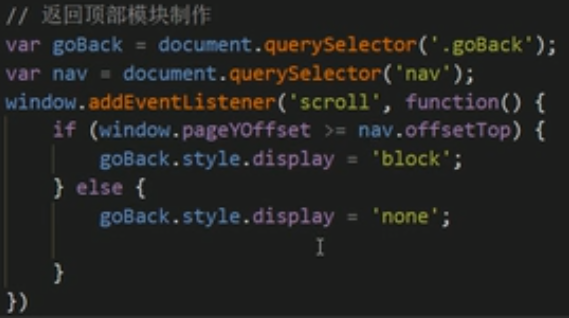 // 返回顶部模块制作
var goBack = document.querySelector('.goBack');
var nav = document.querySelector('nav');
window.addEventListener('scroll', function() {
    if (window.pageYOffset >= nav.offsetTop) {
        goBack.style.display = 'block';
    } else {
        goBack.style.display = 'none';
    }
})